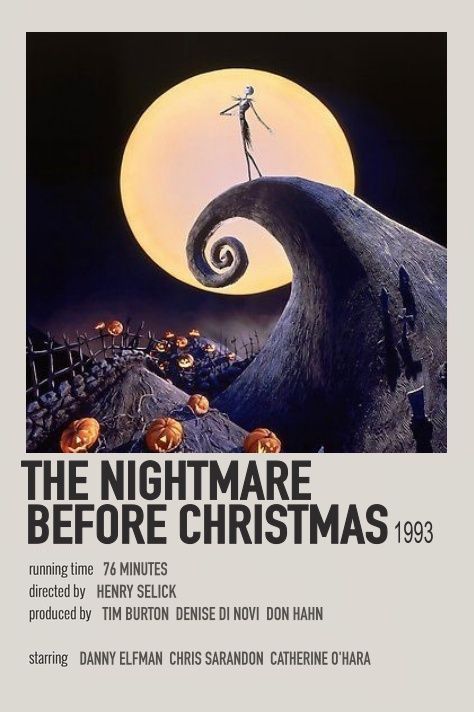 THE NIGHTMARE
BEFORE CHRISTMAS 1993
running time 76 MINUTES
directed by HENRY SELICK
produced by TIM BURTON DENISE DI NOVI DON HAHN
starring DANNY ELFMAN CHRIS SARANDON CATHERINE O'HARA